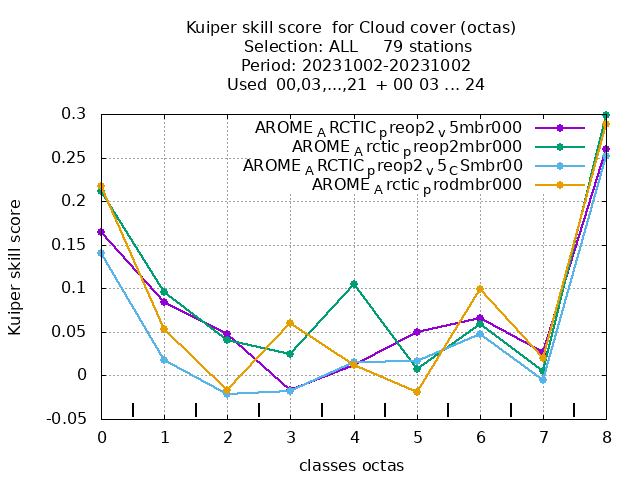 Kuiper skill score  for Cloud cover (octas)
Selection: ALL     79 stations
Period: 20231002-20231002
Used  00,03,...,21  + 00 03 ... 24
AROME_ARCTIC_preop2_v5mbr000
AROME_Arctic_preop2mbr000
AROME_ARCTIC_preop2_v5_CSmbr00
AROME_Arctic_prodmbr000
0.3
0.25
0.2
0.15
0.1
0.05
0
-0.05
Kuiper skill score
0 1 2 3 4 5 6 7 8
classes octas